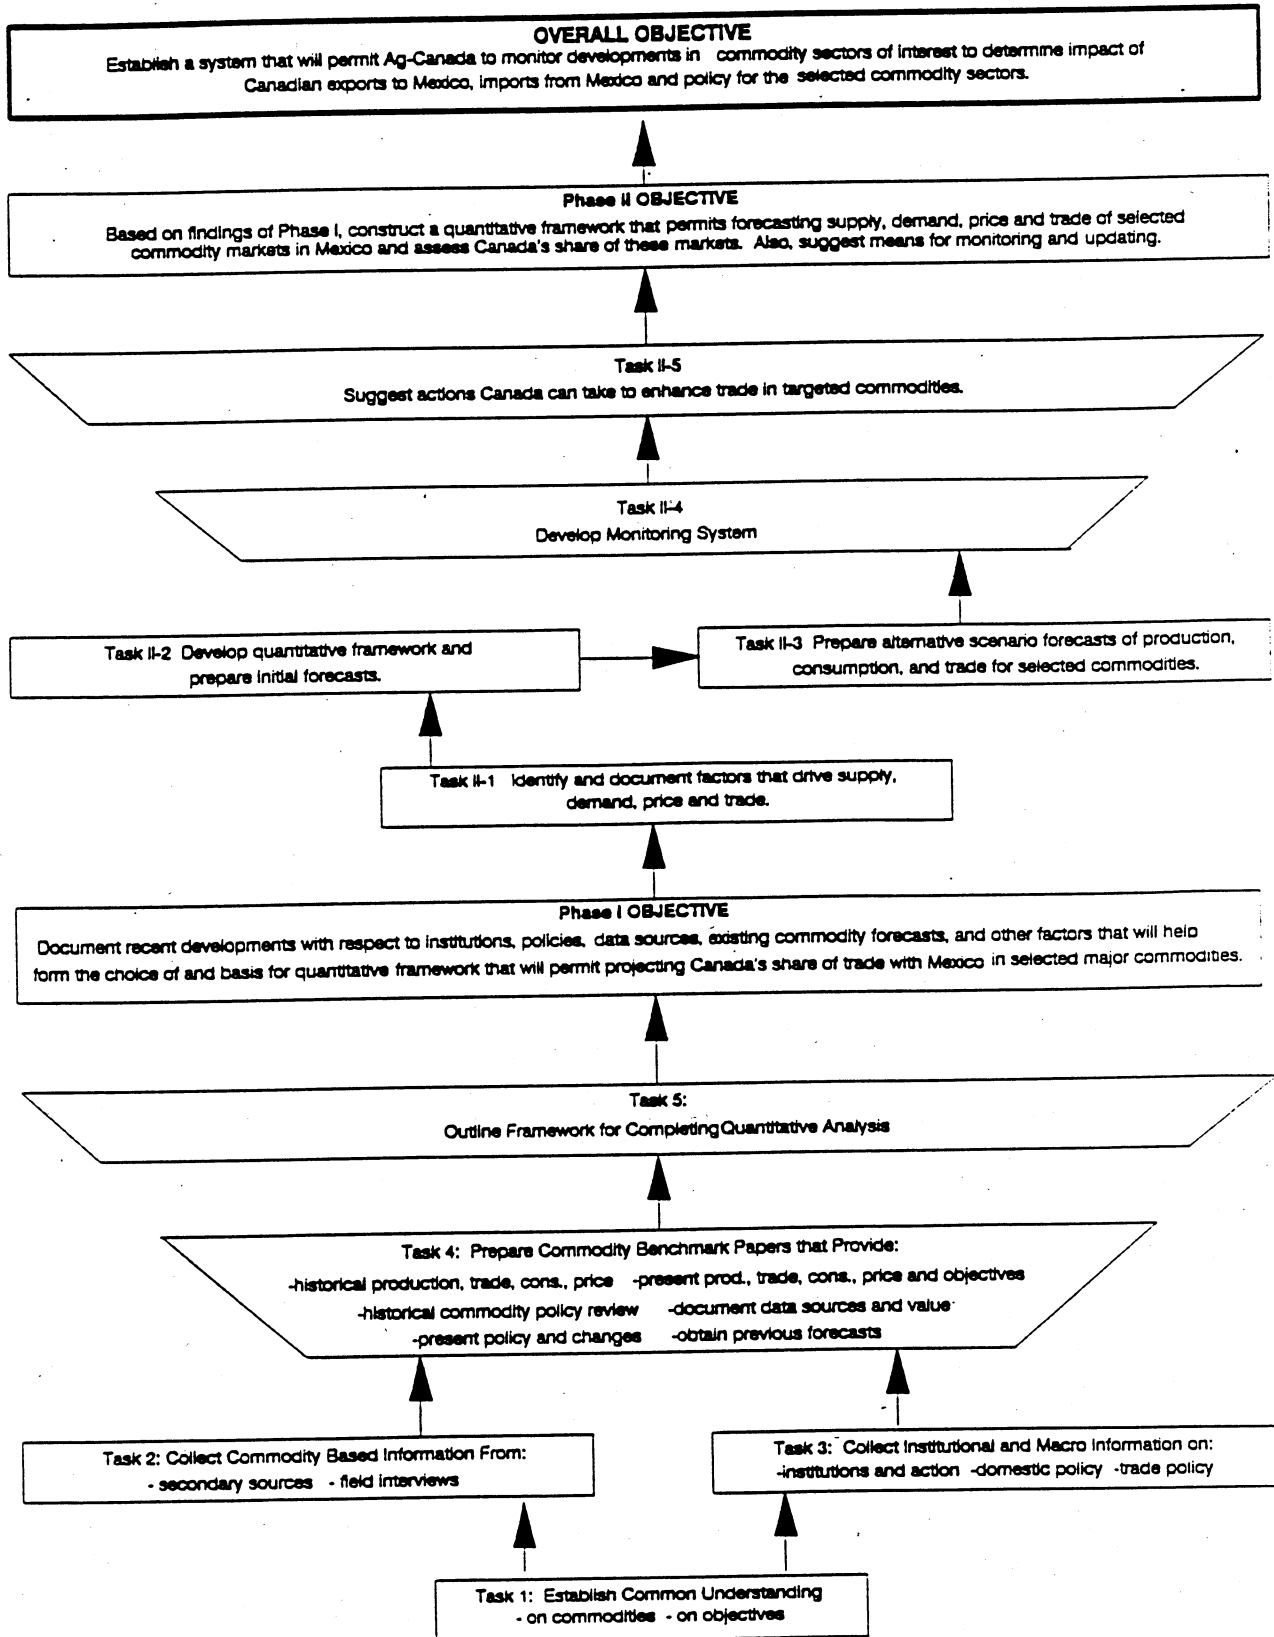 OVERALL OBJECTIVE
Establish a system that will permit Ag-Canada to monitor developments in commodity sectors of interest to determine impact of
Canadian exports to Mexico, imports from Mexico and policy for the selected commodity sectors.
Phase II OBJECTIVE
Based on findings of Phase I, construct a quantitative framework that permits forecasting supply, demand, price and trade of selected
commodity markets in Mexico and assess Canada's share of these markets. Also, suggest means for monitoring and updating.
Task II-5
Suggest actions Canada can take to enhance trade in targeted commodities.
Task II-4
Develop Monitoring System
Task II-2 Develop quantitative framework and
prepare initial forecasts.
Task II-3 Prepare alternative scenario forecasts of production,
consumption, and trade for selected commodities.
Task II-1 Identify and document factors that drive supply,
demand, price and trade.
Phase I OBJECTIVE
Document recent developments with respect to institutions, policies, data sources, existing commodity forecasts, and other factors that will help
form the choice of and basis for quantitative framework that will permit projecting Canada's share of trade with Mexico in selected major commodities.
Task 5:
Outline Framework for Completing Quantitative Analysis
Task 4: Prepare Commodity Benchmark Papers that Provide:
-historical production, trade, cons., price -present prod., trade, cons., price and objectives
-historical commodity policy review -document data sources and value
-present policy and changes -obtain previous forecasts
Task 2: Collect Commodity Based Information From:
- secondary sources - field interviews
Task 3: Collect Institutional and Macro Information on:
-institutions and action -domestic policy -trade policy
Task 1: Establish Common Understanding
- on commodities - on objectives